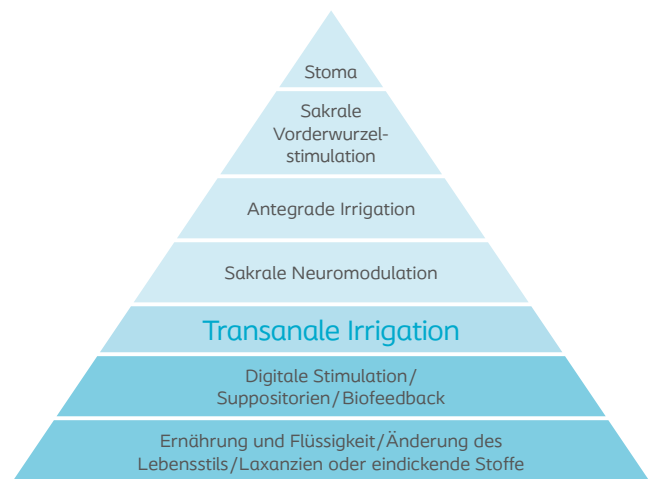 Stoma
Sakrale
Vorderwurzel-
stimulation
Antegrade Irrigation
Sakrale Neuromodulation
Transanale Irrigation
Digitale Stimulation/
Suppositorien/Biofeedback
Ernährung und Flüssigkeit/Änderung des
Lebensstils/Laxanzien oder eindickende Stoffe